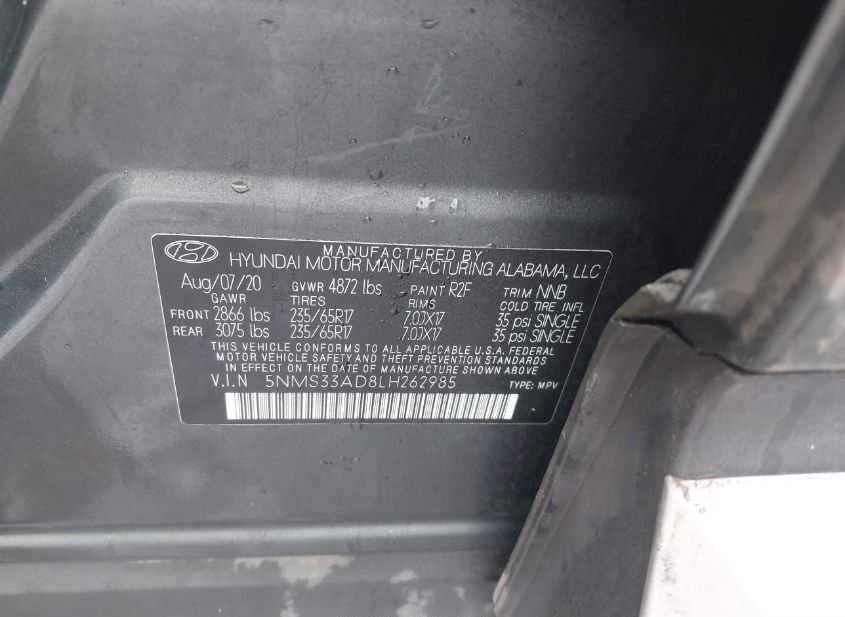 MANUFACTURED BY
HYUNDAI MOTOR MANUFACTURING ALABAMA, LLC
Aug/07/20 GVWR 4872 lbs PAINT R2F TRIM NNB
GAWR TIRES RIMS COLD TIRE INFL
FRONT 2866 lbs 235/65R17 7.0JX17 35 psi SINGLE
REAR 3075 lbs 235/65R17 7.0JX17 35 psi SINGLE
THIS VEHICLE CONFORMS TO ALL APPLICABLE U.S.A. FEDERAL
MOTOR VEHICLE SAFETY AND THEFT PREVENTION STANDARDS
IN EFFECT ON THE DATE OF MANUFACTURE SHOWN ABOVE
V.I.N 5NMS33AD8LH262985 TYPE: MPV